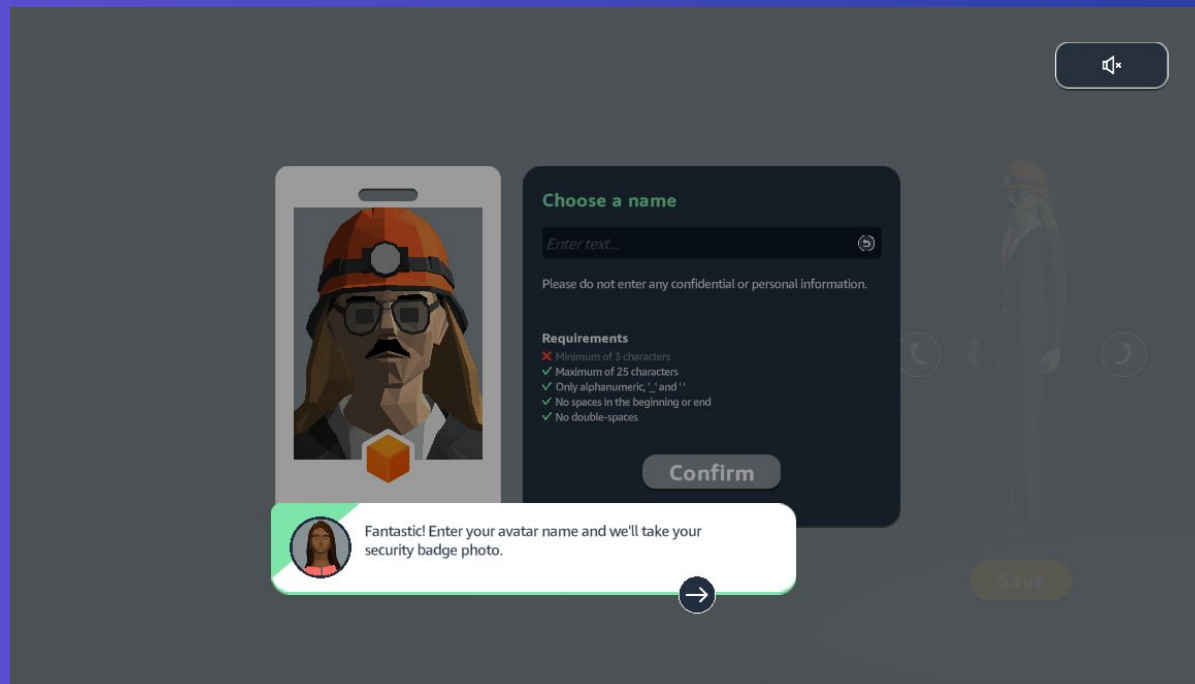 Choose a name
Enter text...
Please do not enter any confidential or personal information.
Requirements
Minimum of 3 characters
Maximum of 25 characters
Only alphanumeric, '_' and ' '
No spaces in the beginning or end
No double-spaces
Confirm
Fantastic! Enter your avatar name and we'll take your
security badge photo.
Save